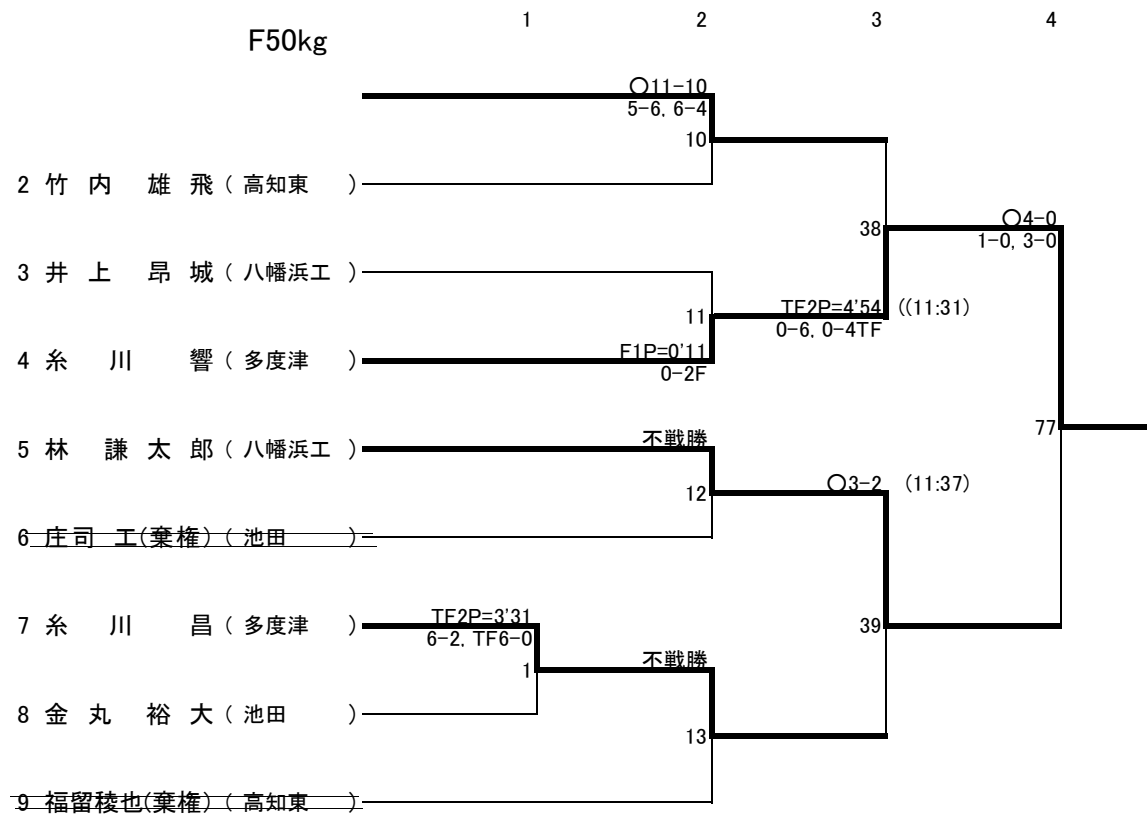 1 2 3 4
F50kg
○11-10
5-6, 6-4
10
2 竹 内 雄 飛 ( 高知東 )
38
○4-0
1-0, 3-0
3 井 上 昂 城 ( 八幡浜工 )
11
TF2P=4'54 ((11:31)
0-6, 0-4TF
4 糸 川 響 ( 多度津 )
F1P=0'11
0-2F
77
5 林 謙 太 郎 ( 八幡浜工 )
不戦勝
12
○3-2 (11:37)
6 庄司 工(棄権) ( 池田 )
7 糸 川 昌 ( 多度津 )
TF2P=3'31
6-2, TF6-0
39
1
不戦勝
8 金 丸 裕 大 ( 池田 )
13
9 福留稜也(棄権) ( 高知東 )